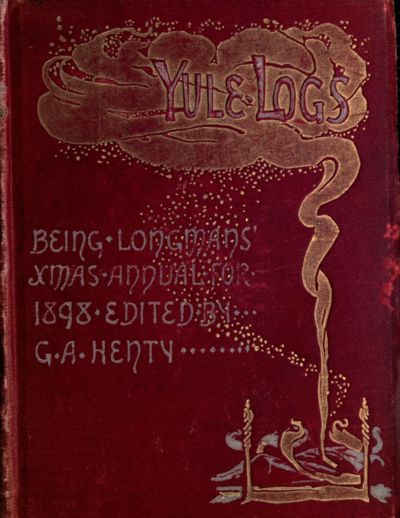 YULE LOGS
BEING·LONGMANS'
XMAS·ANNUAL·FOR·
1898·EDITED·BY···
G·A·HENTY········